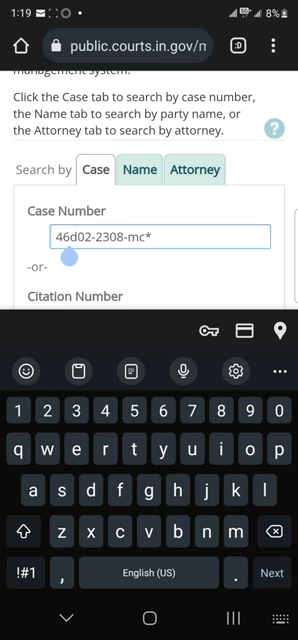 1:19
8%
public.courts.in.gov/m
:D
management system.
Click the Case tab to search by case number,
the Name tab to search by party name, or
the Attorney tab to search by attorney.
?
Search by Case Name Attorney
Case Number
46d02-2308-mc*
-or-
Citation Number
1 2 3 4 5 6 7 8 9 0
q w e r t y u i o p
a s d f g h j k l
z x c v b n m
!#1 , English (US) . Next